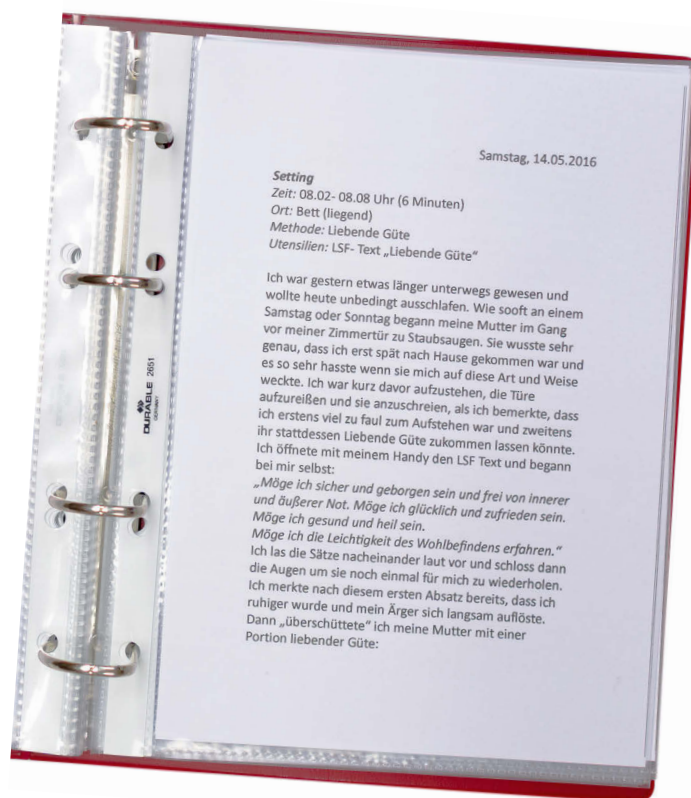 Samstag, 14.05.2016
Setting
Zeit: 08.02- 08.08 Uhr (6 Minuten)
Ort: Bett (liegend)
Methode: Liebende Güte
Utensilien: LSF- Text „Liebende Güte“
Ich war gestern etwas länger unterwegs gewesen und
wollte heute unbedingt ausschlafen. Wie sooft an einem
Samstag oder Sonntag begann meine Mutter im Gang
vor meiner Zimmertür zu Staubsaugen. Sie wusste sehr
genau, dass ich erst spät nach Hause gekommen war und
es so sehr hasste wenn sie mich auf diese Art und Weise
weckte. Ich war kurz davor aufzustehen, die Türe
aufzureißen und sie anzuschreien, als ich bemerkte, dass
ich erstens viel zu faul zum Aufstehen war und zweitens
ihr stattdessen Liebende Güte zukommen lassen könnte.
Ich öffnete mit meinem Handy den LSF Text und begann
bei mir selbst:
„Möge ich sicher und geborgen sein und frei von innerer
und äußerer Not. Möge ich glücklich und zufrieden sein.
Möge ich gesund und heil sein.
Möge ich die Leichtigkeit des Wohlbefindens erfahren.“
Ich las die Sätze nacheinander laut vor und schloss dann
die Augen um sie noch einmal für mich zu wiederholen.
Ich merkte nach diesem ersten Absatz bereits, dass ich
ruhiger wurde und mein Ärger sich langsam auflöste.
Dann „überschüttete“ ich meine Mutter mit einer
Portion liebender Güte:
DURABLE 2651
GERMANY